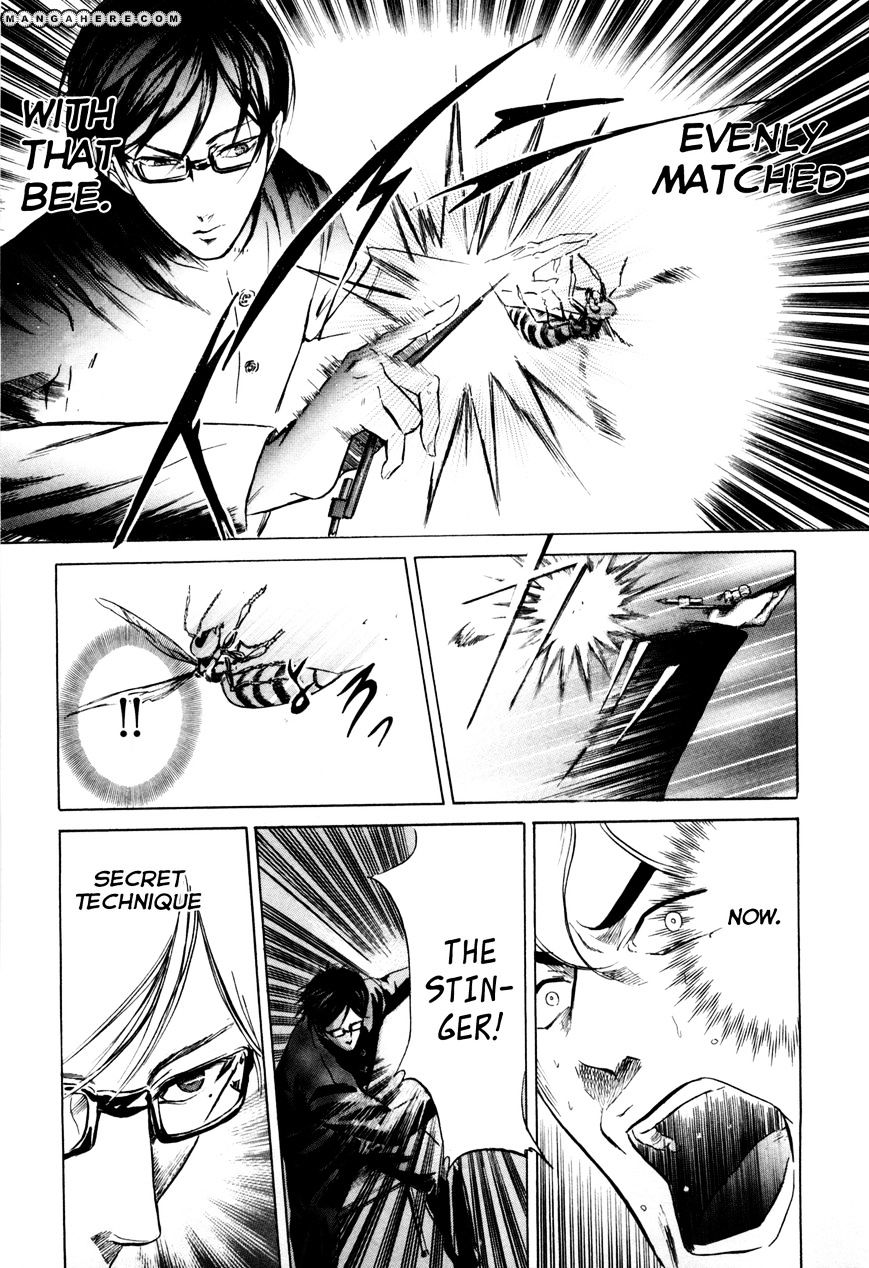 MANGAHERE.COM
EVENLY
MATCHED
WITH
THAT
BEE.
!!
NOW.
THE
STIN-
GER!
SECRET
TECHNIQUE